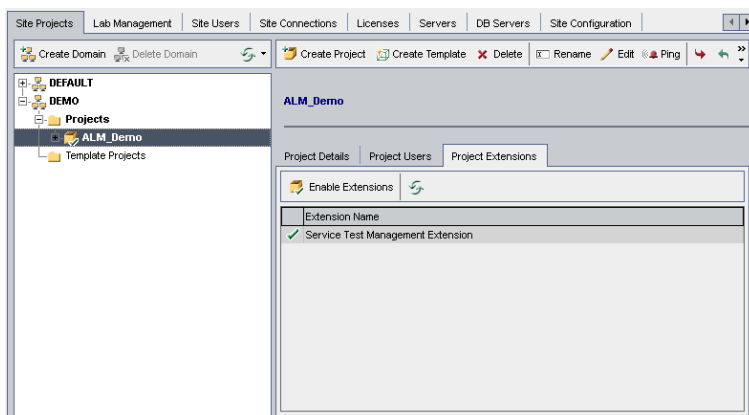 Site Projects Lab Management Site Users Site Connections Licenses Servers DB Servers Site Configuration
Create Domain Delete Domain Create Project Create Template Delete Rename Edit Ping
DEFAULT
DEMO
Projects
ALM_Demo
Template Projects
ALM_Demo
Project Details Project Users Project Extensions
Enable Extensions
Extension Name
Service Test Management Extension